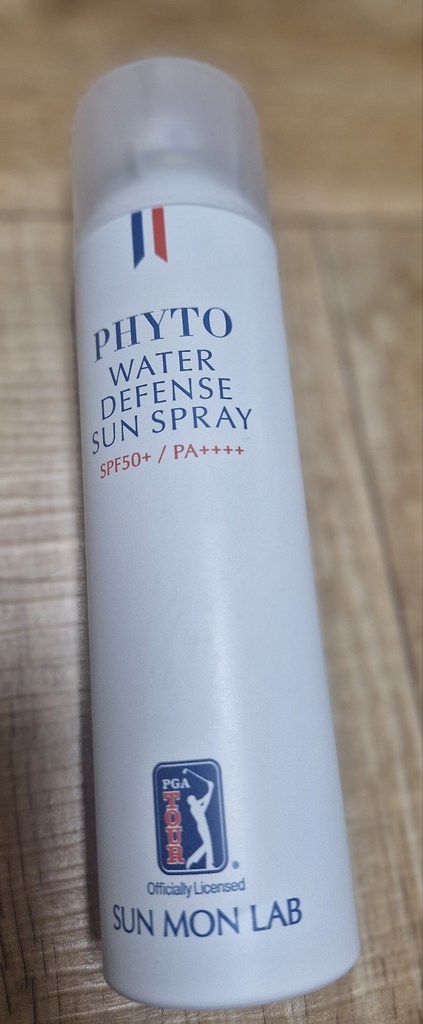 PHYTO
WATER
DEFENSE
SUN SPRAY
SPF50+ / PA++++
PGA
TOUR
®
Officially Licensed
SUN MON LAB